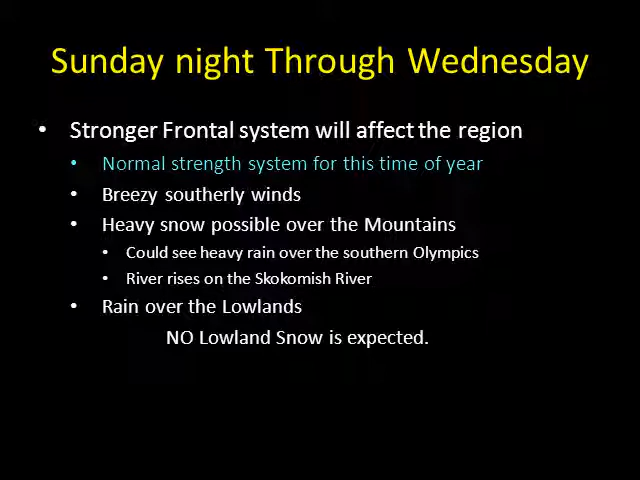 Sunday night Through Wednesday
• Stronger Frontal system will affect the region
• Normal strength system for this time of year
• Breezy southerly winds
• Heavy snow possible over the Mountains
• Could see heavy rain over the southern Olympics
• River rises on the Skokomish River
• Rain over the Lowlands
NO Lowland Snow is expected.